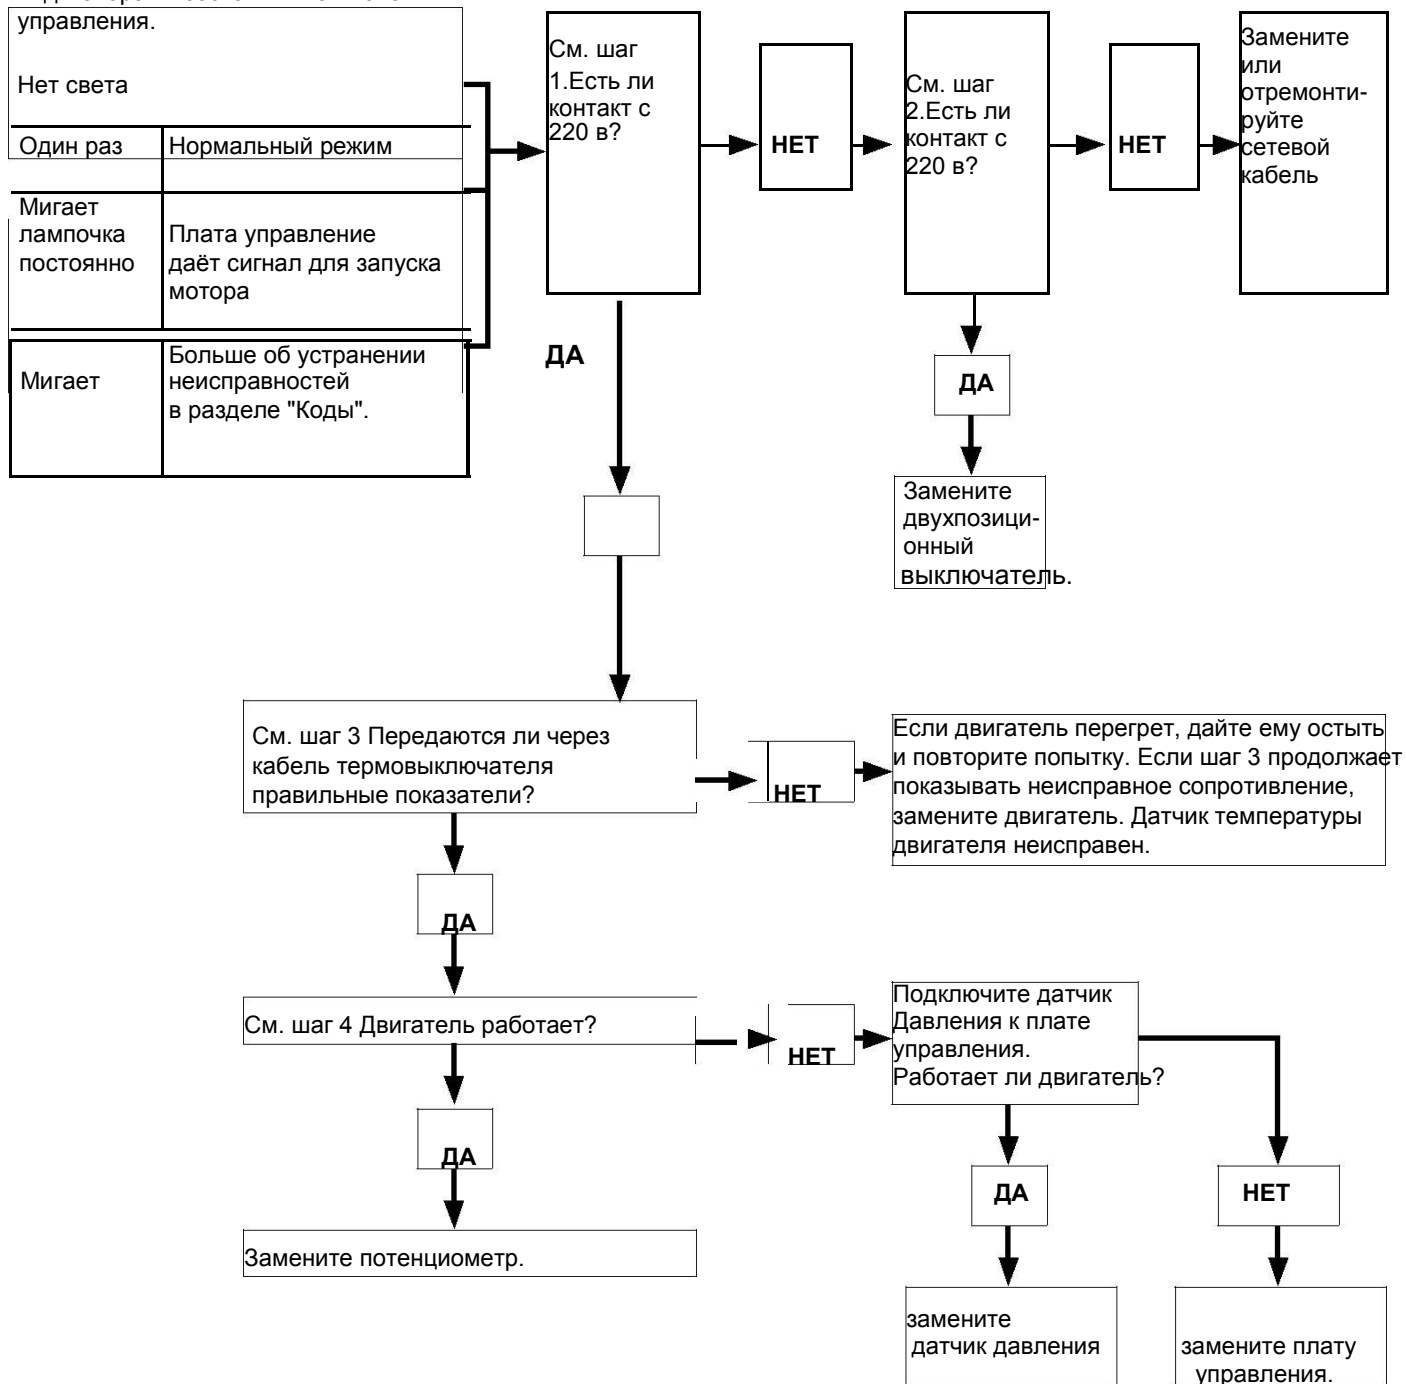 управления.
Нет света
Один раз
Нормальный режим
Мигает
лампочка
постоянно
Плата управление
даёт сигнал для запуска
мотора
Мигает
Больше об устранении
неисправностей
в разделе "Коды".
См. шаг
1.Есть ли
контакт с
220 в?
НЕТ
См. шаг
2.Есть ли
контакт с
220 в?
НЕТ
Замените
или
отремонти-
руйте
сетевой
кабель
ДА
ДА
Замените
двухпозици-
онный
выключатель.
См. шаг 3 Передаются ли через
кабель термовыключателя
правильные показатели?
НЕТ
Если двигатель перегрет, дайте ему остыть
и повторите попытку. Если шаг 3 продолжает
показывать неисправное сопротивление,
замените двигатель. Датчик температуры
двигателя неисправен.
ДА
См. шаг 4 Двигатель работает?
НЕТ
Подключите датчик
Давления к плате
управления.
Работает ли двигатель?
ДА
ДА
НЕТ
Замените потенциометр.
замените
датчик давления
замените плату
управления.